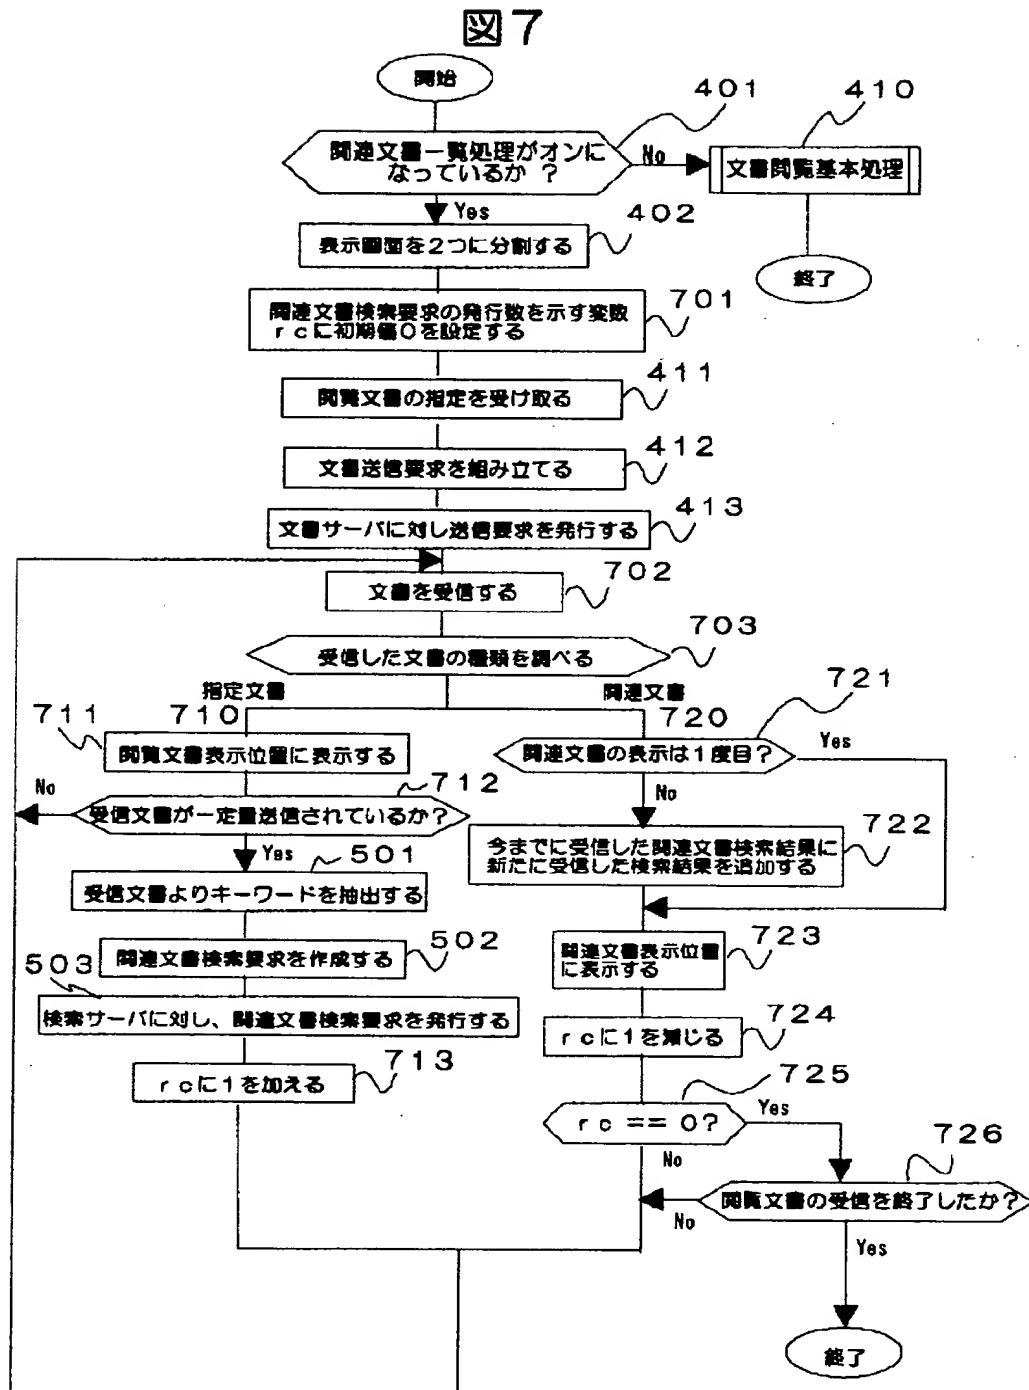 図7
開始
401
410
関連文書一覧処理がオンに
なっているか ?
No
文書閲覧基本処理
Yes
402
表示画面を2つに分割する
終了
701
関連文書検索要求の発行数を示す変数
rcに初期値0を設定する
411
閲覧文書の指定を受け取る
412
文書送信要求を組み立てる
413
文書サーバに対し送信要求を発行する
702
文書を受信する
703
受信した文書の種類を調べる
指定文書
関連文書
721
711
710
720
閲覧文書表示位置に表示する
関連文書の表示は1度目?
Yes
No
712
受信文書が一定量送信されているか?
No
Yes
501
今までに受信した関連文書検索結果に
新たに受信した検索結果を追加する
722
受信文書よりキーワードを抽出する
502
関連文書検索要求を作成する
723
関連文書表示位置
に表示する
503
検索サーバに対し、関連文書検索要求を発行する
724
rcに1を減じる
713
rcに1を加える
725
rc == 0?
Yes
No
726
閲覧文書の受信を終了したか?
No
Yes
終了